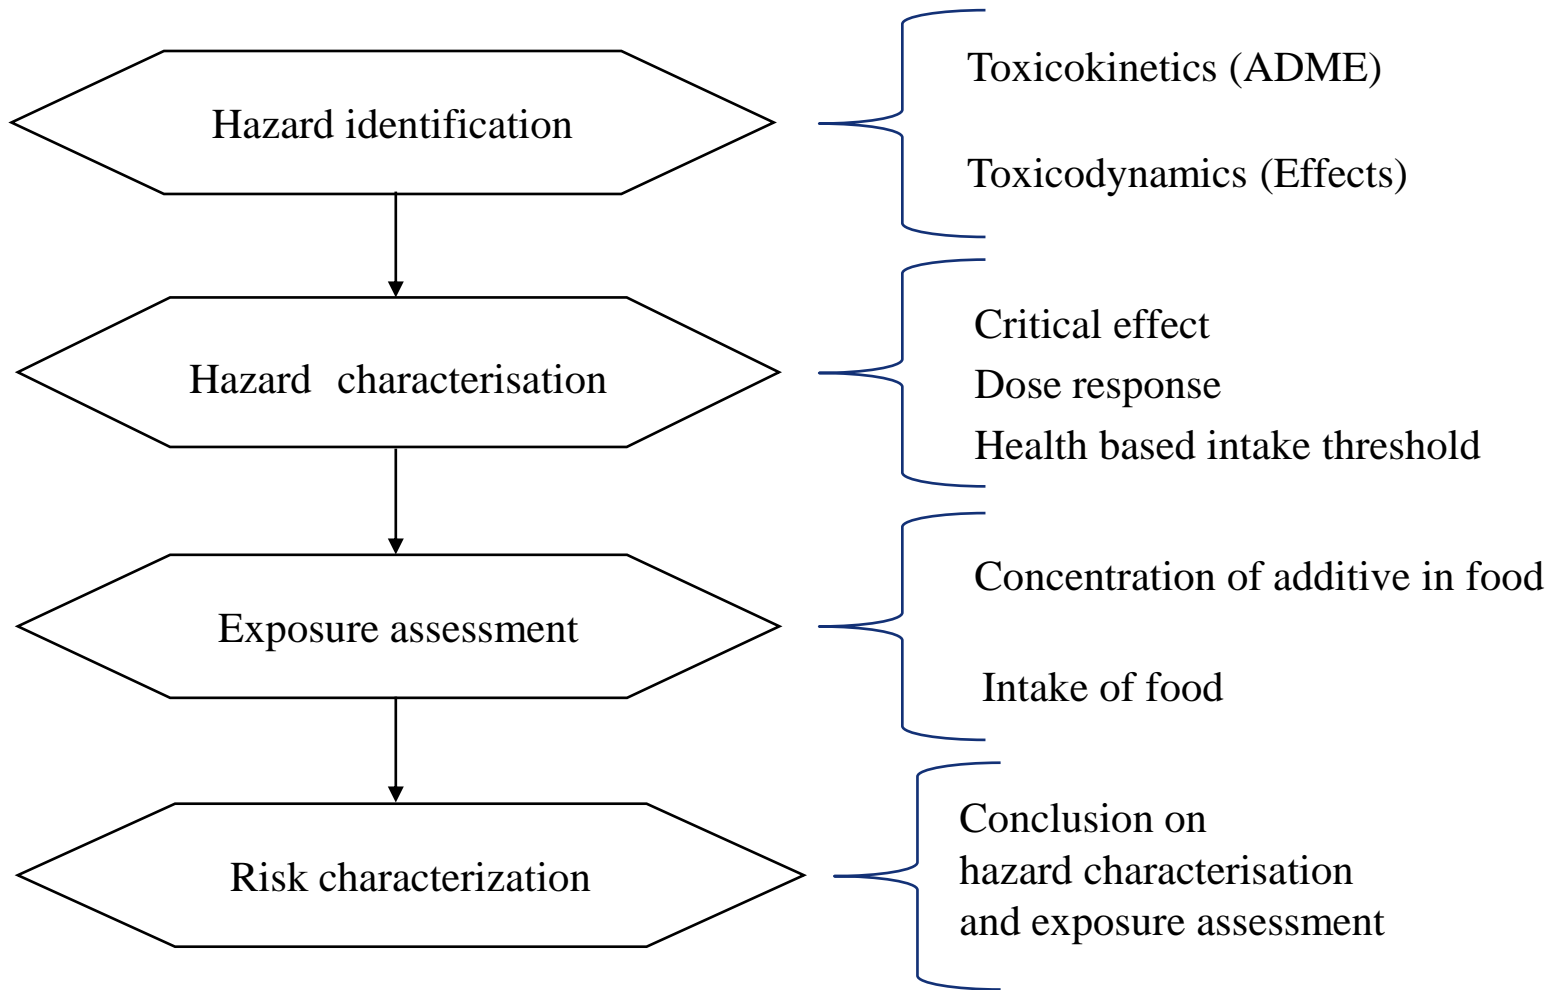 Hazard identification
Toxicokinetics (ADME)
Toxicodynamics (Effects)
Hazard characterisation
Critical effect
Dose response
Health based intake threshold
Exposure assessment
Concentration of additive in food
Intake of food
Risk characterization
Conclusion on
hazard characterisation
and exposure assessment